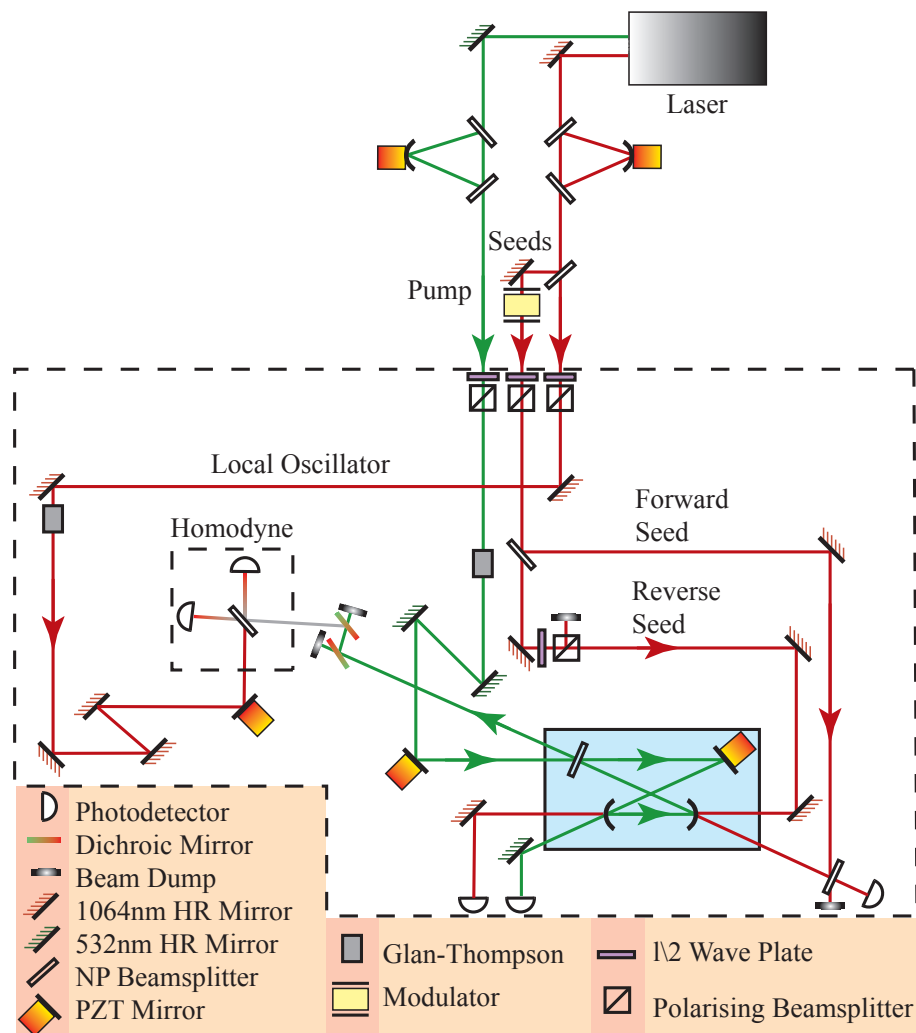 Laser
Seeds
Pump
Local Oscillator
Homodyne
Forward
Seed
Reverse
Seed
Photodetector
Dichroic Mirror
Beam Dump
1064nm HR Mirror
532nm HR Mirror
NP Beamsplitter
PZT Mirror
Glan-Thompson
Modulator
l\2 Wave Plate
Polarising Beamsplitter